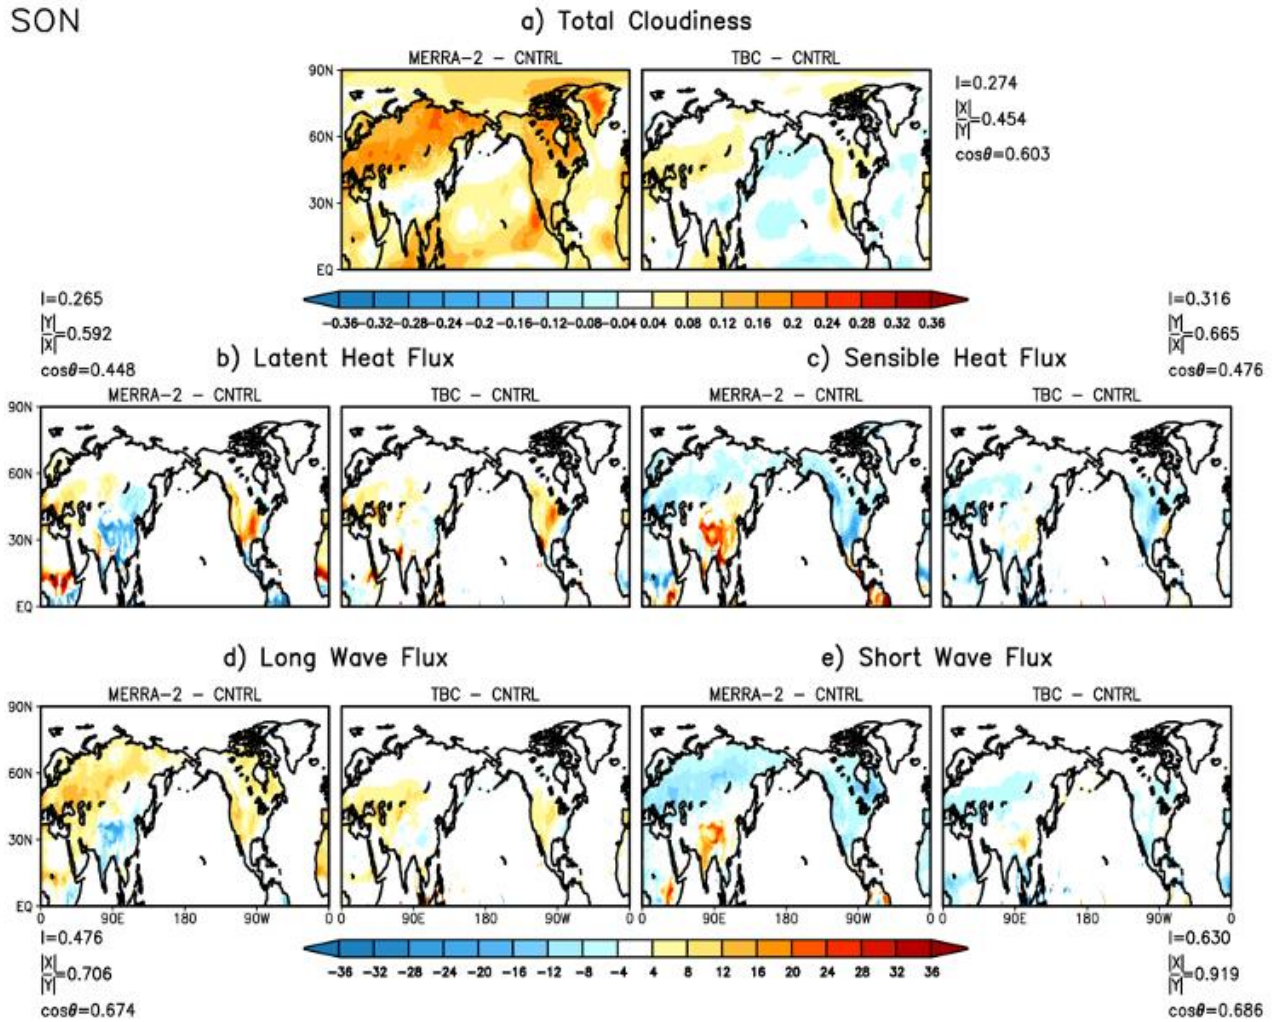 SON
a) Total Cloudiness
MERRA-2 - CNTRL
TBC - CNTRL
90N
60N
30N
EQ
I=0.274
|X|
|Y| =0.454
cosθ=0.603
-0.36-0.32-0.28-0.24-0.2-0.16-0.12-0.08-0.04 0.04 0.08 0.12 0.16 0.2 0.24 0.28 0.32 0.36
I=0.265
|Y|
|X| =0.592
cosθ=0.448
I=0.316
|Y|
|X| =0.665
cosθ=0.476
b) Latent Heat Flux
c) Sensible Heat Flux
MERRA-2 - CNTRL
TBC - CNTRL
MERRA-2 - CNTRL
TBC - CNTRL
90N
60N
30N
EQ
d) Long Wave Flux
e) Short Wave Flux
MERRA-2 - CNTRL
TBC - CNTRL
MERRA-2 - CNTRL
TBC - CNTRL
90N
60N
30N
EQ
0 90E 180 90W 0 90E 180 90W 0 90E 180 90W 0 90E 180 90W 0
I=0.476
|X|
|Y| =0.706
cosθ=0.674
-36 -32 -28 -24 -20 -16 -12 -8 -4 4 8 12 16 20 24 28 32 36
I=0.630
|X|
|Y| =0.919
cosθ=0.686